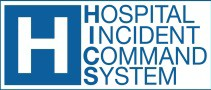 H
HOSPITAL
INCIDENT
COMMAND
SYSTEM